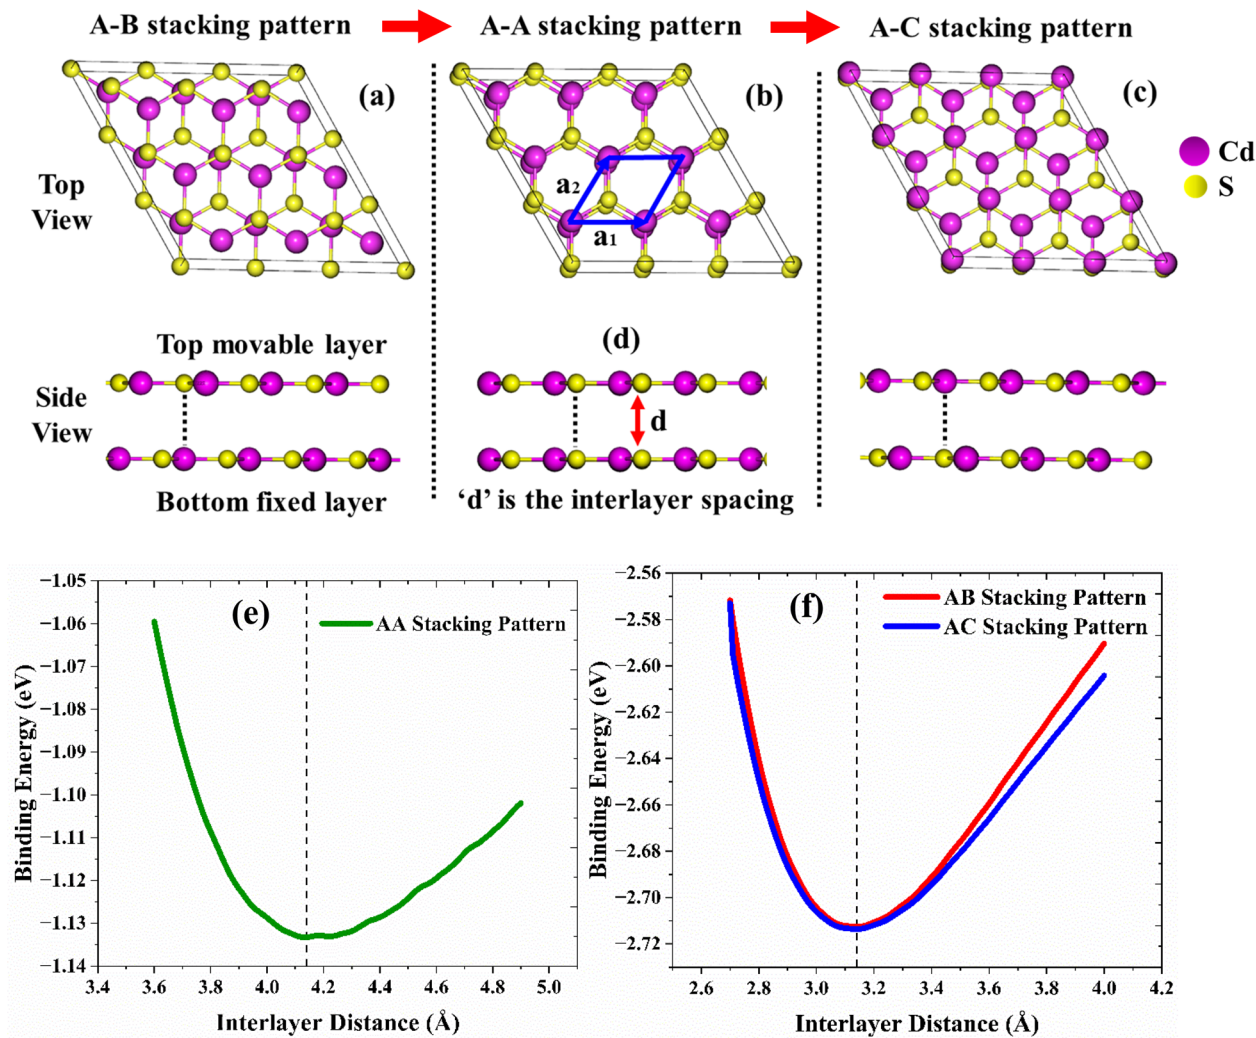 A-B stacking pattern
A-A stacking pattern
A-C stacking pattern
(a)
(b)
(c)
Cd
S
Top
View
a2
a1
Top movable layer
(d)
Side
View
d
Bottom fixed layer
‘d’ is the interlayer spacing
(e)
AA Stacking Pattern
Binding Energy (eV)
−1.05
−1.06
−1.07
−1.08
−1.09
−1.10
−1.11
−1.12
−1.13
−1.14
3.4 3.6 3.8 4.0 4.2 4.4 4.6 4.8 5.0
Interlayer Distance (Å)
(f)
AB Stacking Pattern
AC Stacking Pattern
Binding Energy (eV)
−2.56
−2.58
−2.60
−2.62
−2.64
−2.66
−2.68
−2.70
−2.72
2.6 2.8 3.0 3.2 3.4 3.6 3.8 4.0 4.2
Interlayer Distance (Å)